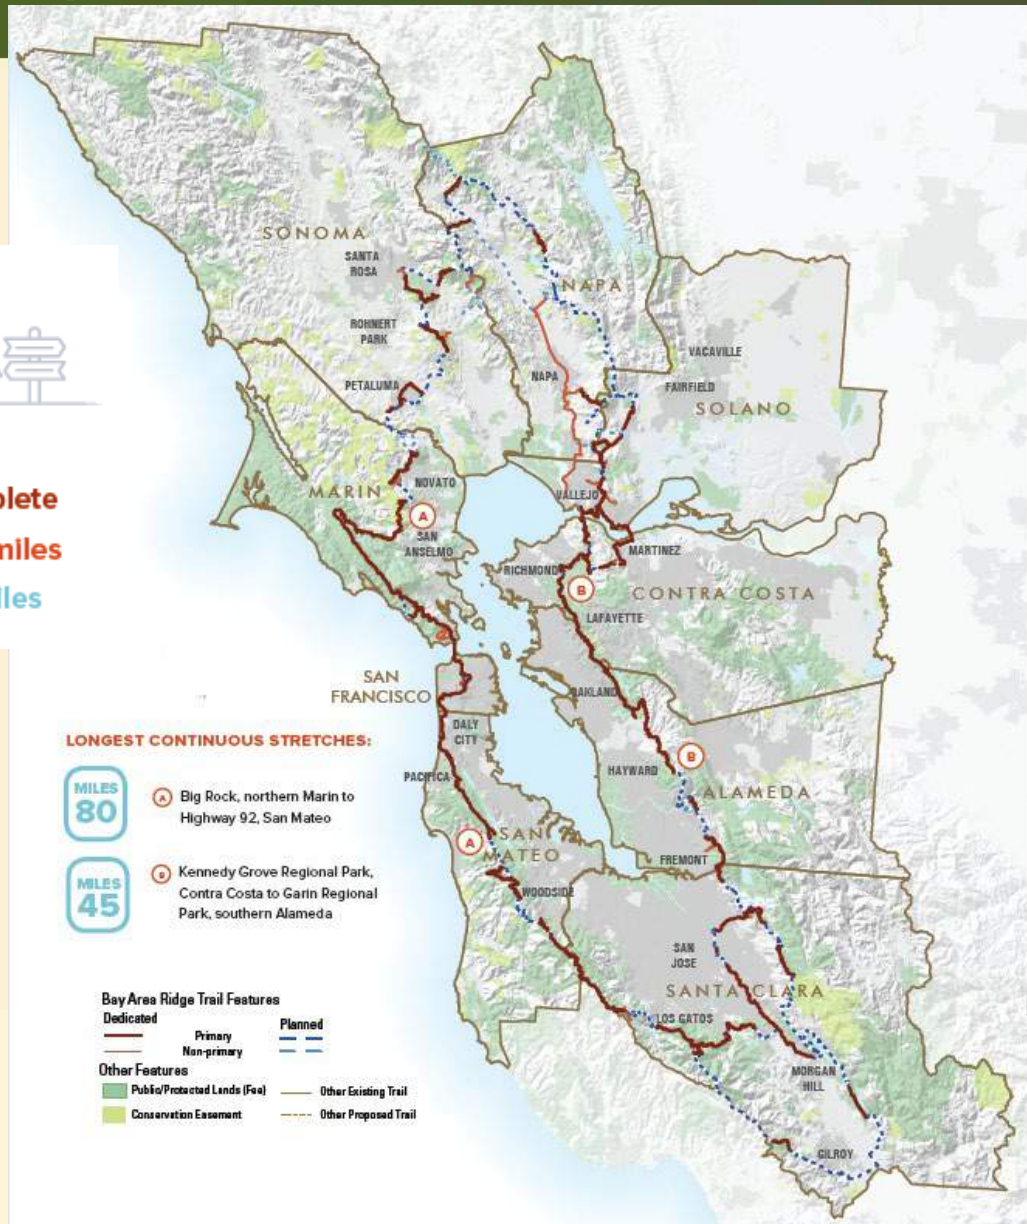 SONOMA
SANTA
ROSA
NAPA
ROHNERT
PARK
VACAVILLE
NAPA
PETALUMA
FAIRFIELD
SOLANO
MARIN
NOVATO
VALLEJO
A
SAN
ANSELMO
MARTINEZ
RICHMOND
B
CONTRA COSTA
LAFAYETTE
miles
SAN
FRANCISCO
OAKLAND
DALY
CITY
LONGEST CONTINUOUS STRETCHES:
B
HAYWARD
PACIFICA
ALAMEDA
MILES
80
A Big Rock, northern Marin to
Highway 92, San Mateo
A
SAN
MATEO
FREMONT
MILES
45
B Kennedy Grove Regional Park,
Contra Costa to Garin Regional
Park, southern Alameda
WOODSIDE
SAN
JOSE
SANTA CLARA
LOS GATOS
Bay Area Ridge Trail Features
Dedicated
Planned
Primary
Non-primary
Other Features
Public/Protected Lands (Fee)
Other Existing Trail
Conservation Easement
Other Proposed Trail
MORGAN
HILL
GILROY